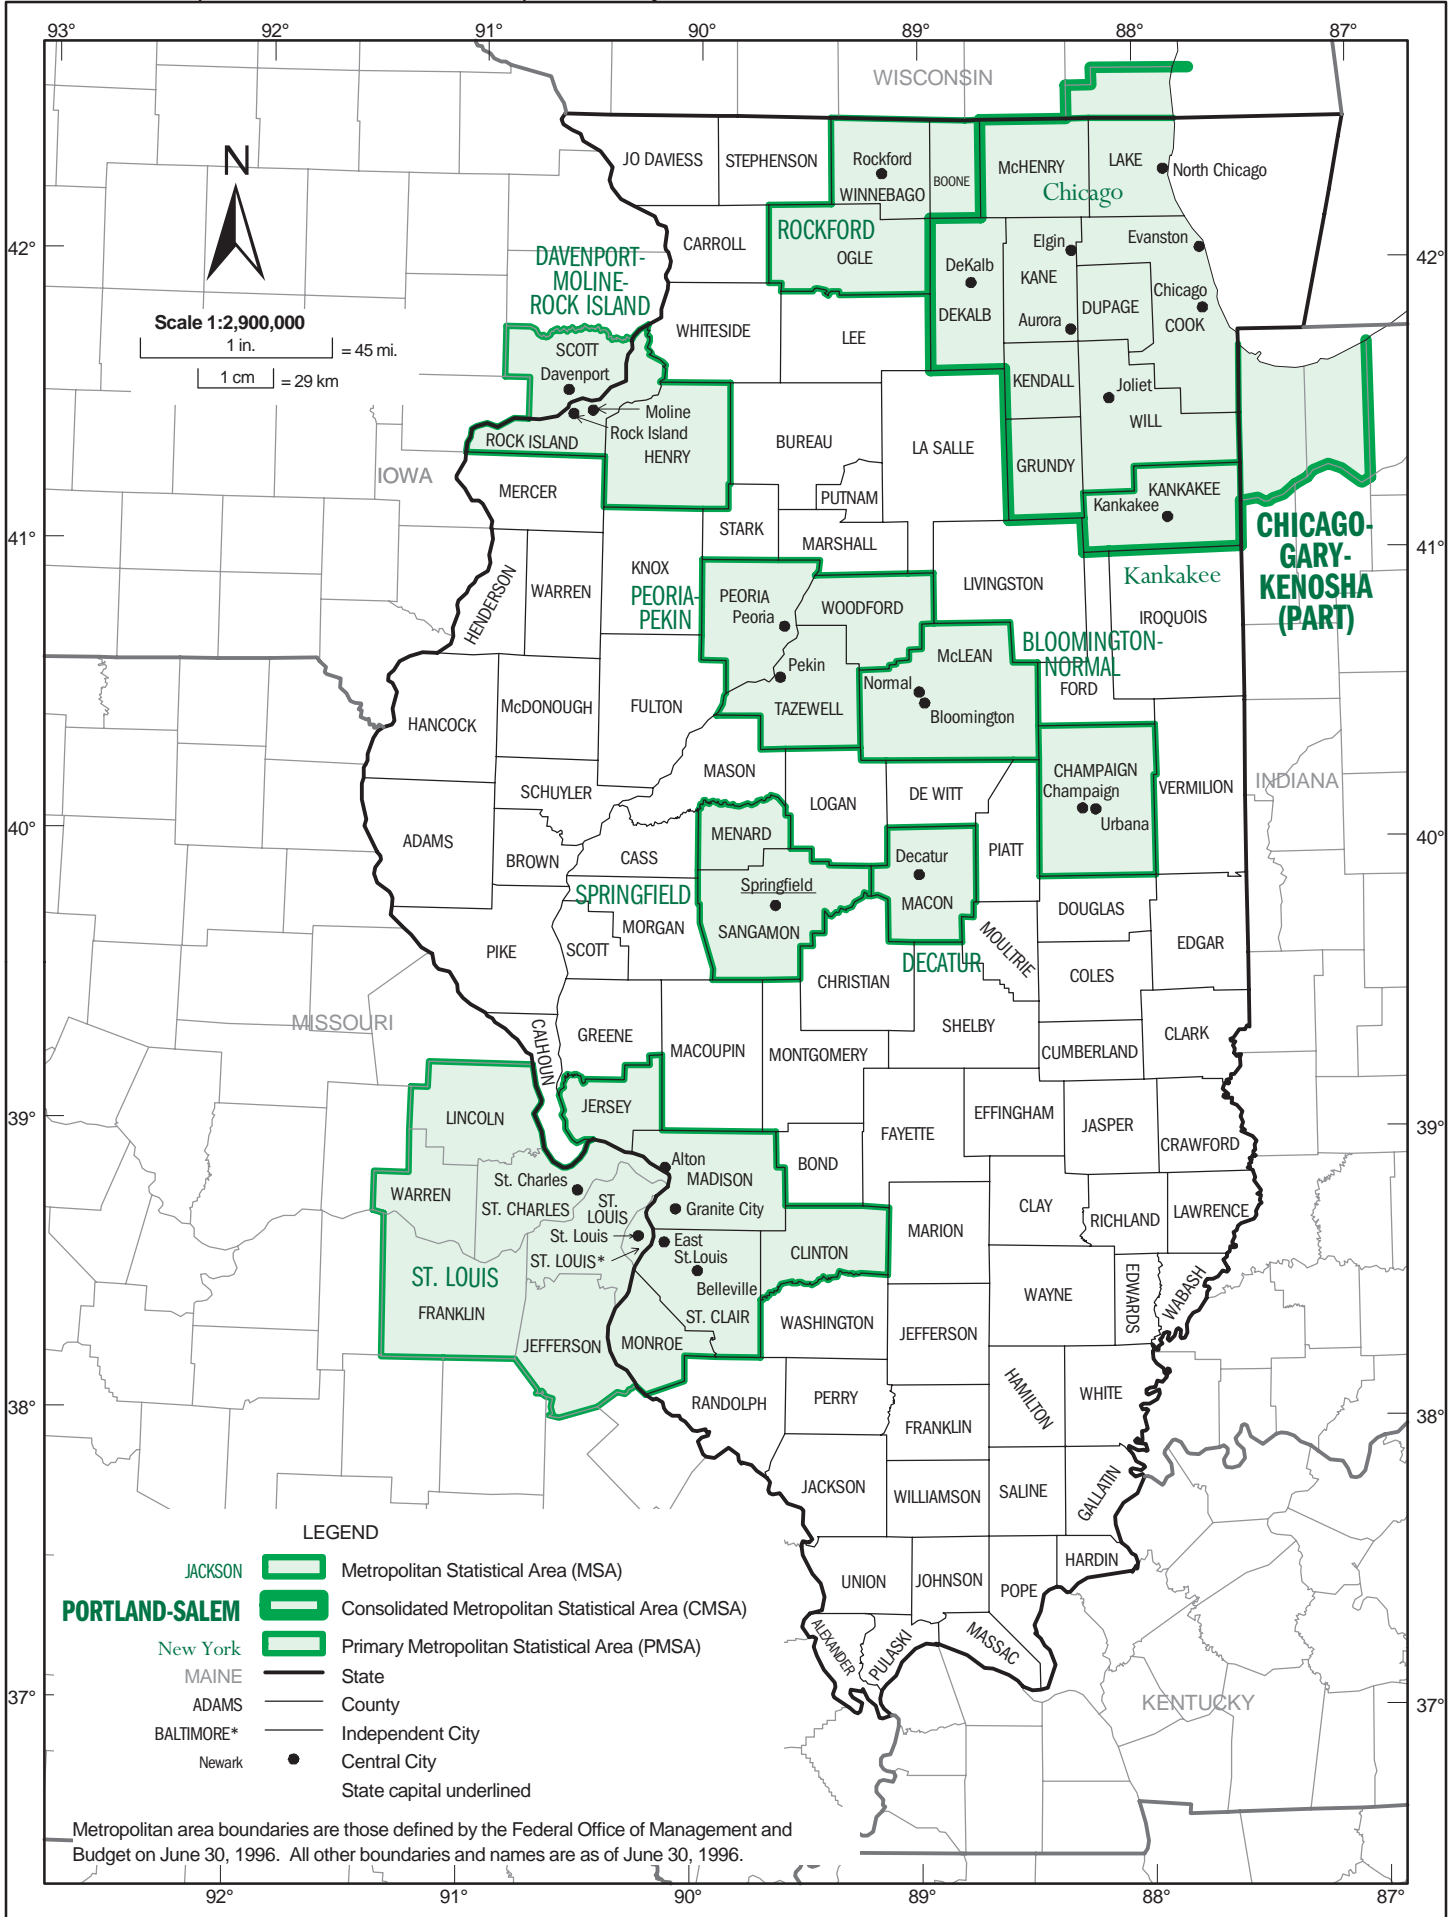 93°
92°
91°
90°
89°
88°
87°
WISCONSIN
N
JO DAVIESS
STEPHENSON
Rockford
WINNEBAGO
BOONE
McHENRY
LAKE
North Chicago
Chicago
42°
CARROLL
ROCKFORD
OGLE
DeKalb
DEKALB
Elgin
KANE
Aurora
Evanston
DUPAGE
Chicago
COOK
42°
DAVENPORT-
MOLINE-
ROCK ISLAND
Scale 1:2,900,000
1 in.
= 45 mi.
1 cm
= 29 km
WHITESIDE
LEE
SCOTT
Davenport
Moline
Rock Island
ROCK ISLAND
HENRY
BUREAU
LA SALLE
KENDALL
Joliet
WILL
GRUNDY
IOWA
MERCER
PUTNAM
KANKAKEE
Kankakee
STARK
MARSHALL
41°
CHICAGO-
GARY-
KENOSHA
(PART)
41°
KNOX
HENDERSON
WARREN
PEORIA-
PEKIN
PEORIA
Peoria
WOODFORD
LIVINGSTON
Kankakee
IROQUOIS
BLOOMINGTON-
NORMAL
McLEAN
FORD
Pekin
Normal
Bloomington
TAZEWELL
HANCOCK
McDONOUGH
FULTON
MASON
SCHUYLER
LOGAN
DE WITT
CHAMPAIGN
Champaign
Urbana
VERMILION
INDIANA
40°
ADAMS
BROWN
CASS
MENARD
Decatur
MACON
PIATT
40°
SPRINGFIELD
Springfield
SANGAMON
DOUGLAS
PIKE
SCOTT
MORGAN
CHRISTIAN
DECATUR
MOULTRIE
COLES
EDGAR
MISSOURI
CALHOUN
GREENE
MACOUPIN
MONTGOMERY
SHELBY
CUMBERLAND
CLARK
39°
LINCOLN
JERSEY
FAYETTE
EFFINGHAM
JASPER
CRAWFORD
39°
Alton
MADISON
BOND
WARREN
St. Charles
ST. CHARLES
ST.
LOUIS
Granite City
St. Louis
ST. LOUIS*
East
St.Louis
CLINTON
MARION
CLAY
RICHLAND
LAWRENCE
ST. LOUIS
Belleville
FRANKLIN
JEFFERSON
MONROE
ST. CLAIR
WASHINGTON
JEFFERSON
WAYNE
EDWARDS
WABASH
38°
RANDOLPH
PERRY
FRANKLIN
HAMILTON
WHITE
38°
JACKSON
WILLIAMSON
SALINE
GALLATIN
UNION
JOHNSON
POPE
HARDIN
ALEXANDER
PULASKI
MASSAC
37°
KENTUCKY
37°
LEGEND
JACKSON
Metropolitan Statistical Area (MSA)
PORTLAND-SALEM
Consolidated Metropolitan Statistical Area (CMSA)
New York
Primary Metropolitan Statistical Area (PMSA)
MAINE
State
ADAMS
County
BALTIMORE*
Independent City
Newark
Central City
State capital underlined
Metropolitan area boundaries are those defined by the Federal Office of Management and
Budget on June 30, 1996. All other boundaries and names are as of June 30, 1996.
92°
91°
90°
89°
88°
87°